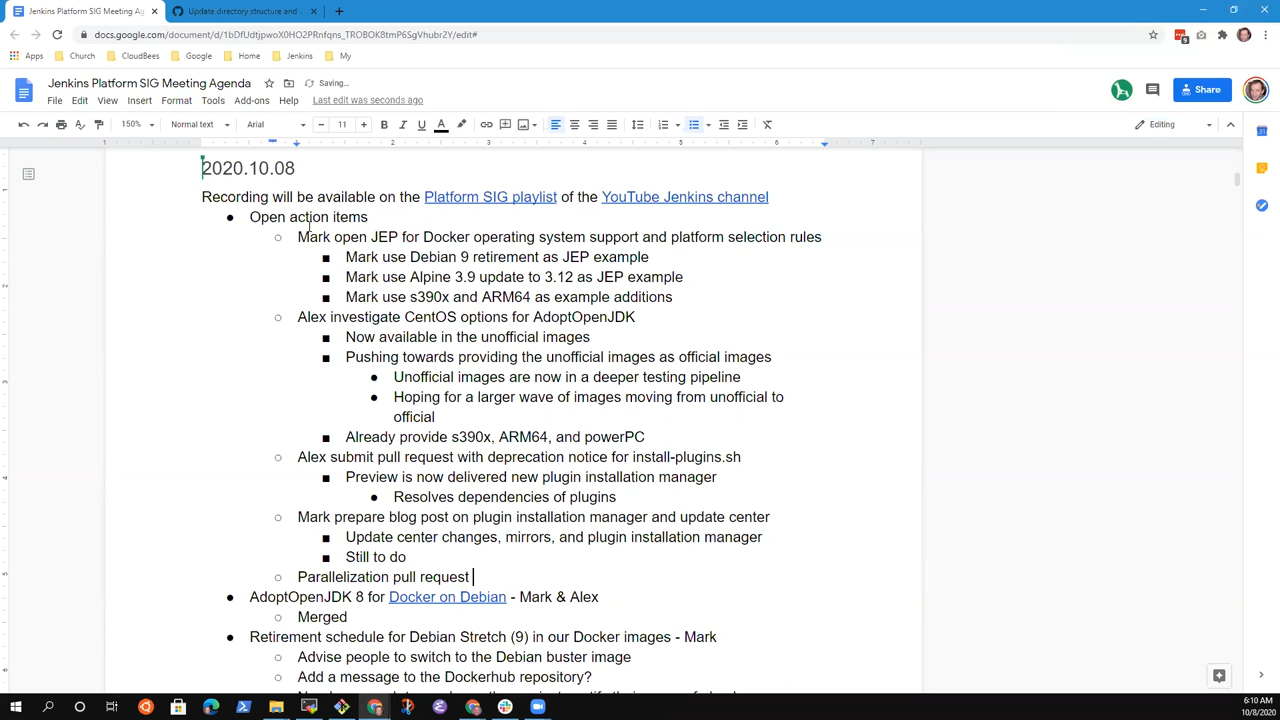 Jenkins Platform SIG Meeting Ag
Update directory structure and
docs.google.com/document/d/1bDfUdtjpwoX0HO2PRnfqns_TROBOK8tmP6SgVhubr2Y/edit#
Apps Church CloudBees Google Home Jenkins My
Jenkins Platform SIG Meeting Agenda Saving...
File Edit View Insert Format Tools Add-ons Help Last edit was seconds ago
Share
150% Normal text Arial 11 Editing
2020.10.08
Recording will be available on the Platform SIG playlist of the YouTube Jenkins channel
Open action items
Mark open JEP for Docker operating system support and platform selection rules
Mark use Debian 9 retirement as JEP example
Mark use Alpine 3.9 update to 3.12 as JEP example
Mark use s390x and ARM64 as example additions
Alex investigate CentOS options for AdoptOpenJDK
Now available in the unofficial images
Pushing towards providing the unofficial images as official images
Unofficial images are now in a deeper testing pipeline
Hoping for a larger wave of images moving from unofficial to
official
Already provide s390x, ARM64, and powerPC
Alex submit pull request with deprecation notice for install-plugins.sh
Preview is now delivered new plugin installation manager
Resolves dependencies of plugins
Mark prepare blog post on plugin installation manager and update center
Update center changes, mirrors, and plugin installation manager
Still to do
Parallelization pull request
AdoptOpenJDK 8 for Docker on Debian - Mark & Alex
Merged
Retirement schedule for Debian Stretch (9) in our Docker images - Mark
Advise people to switch to the Debian buster image
Add a message to the Dockerhub repository?
6:10 AM
10/8/2020